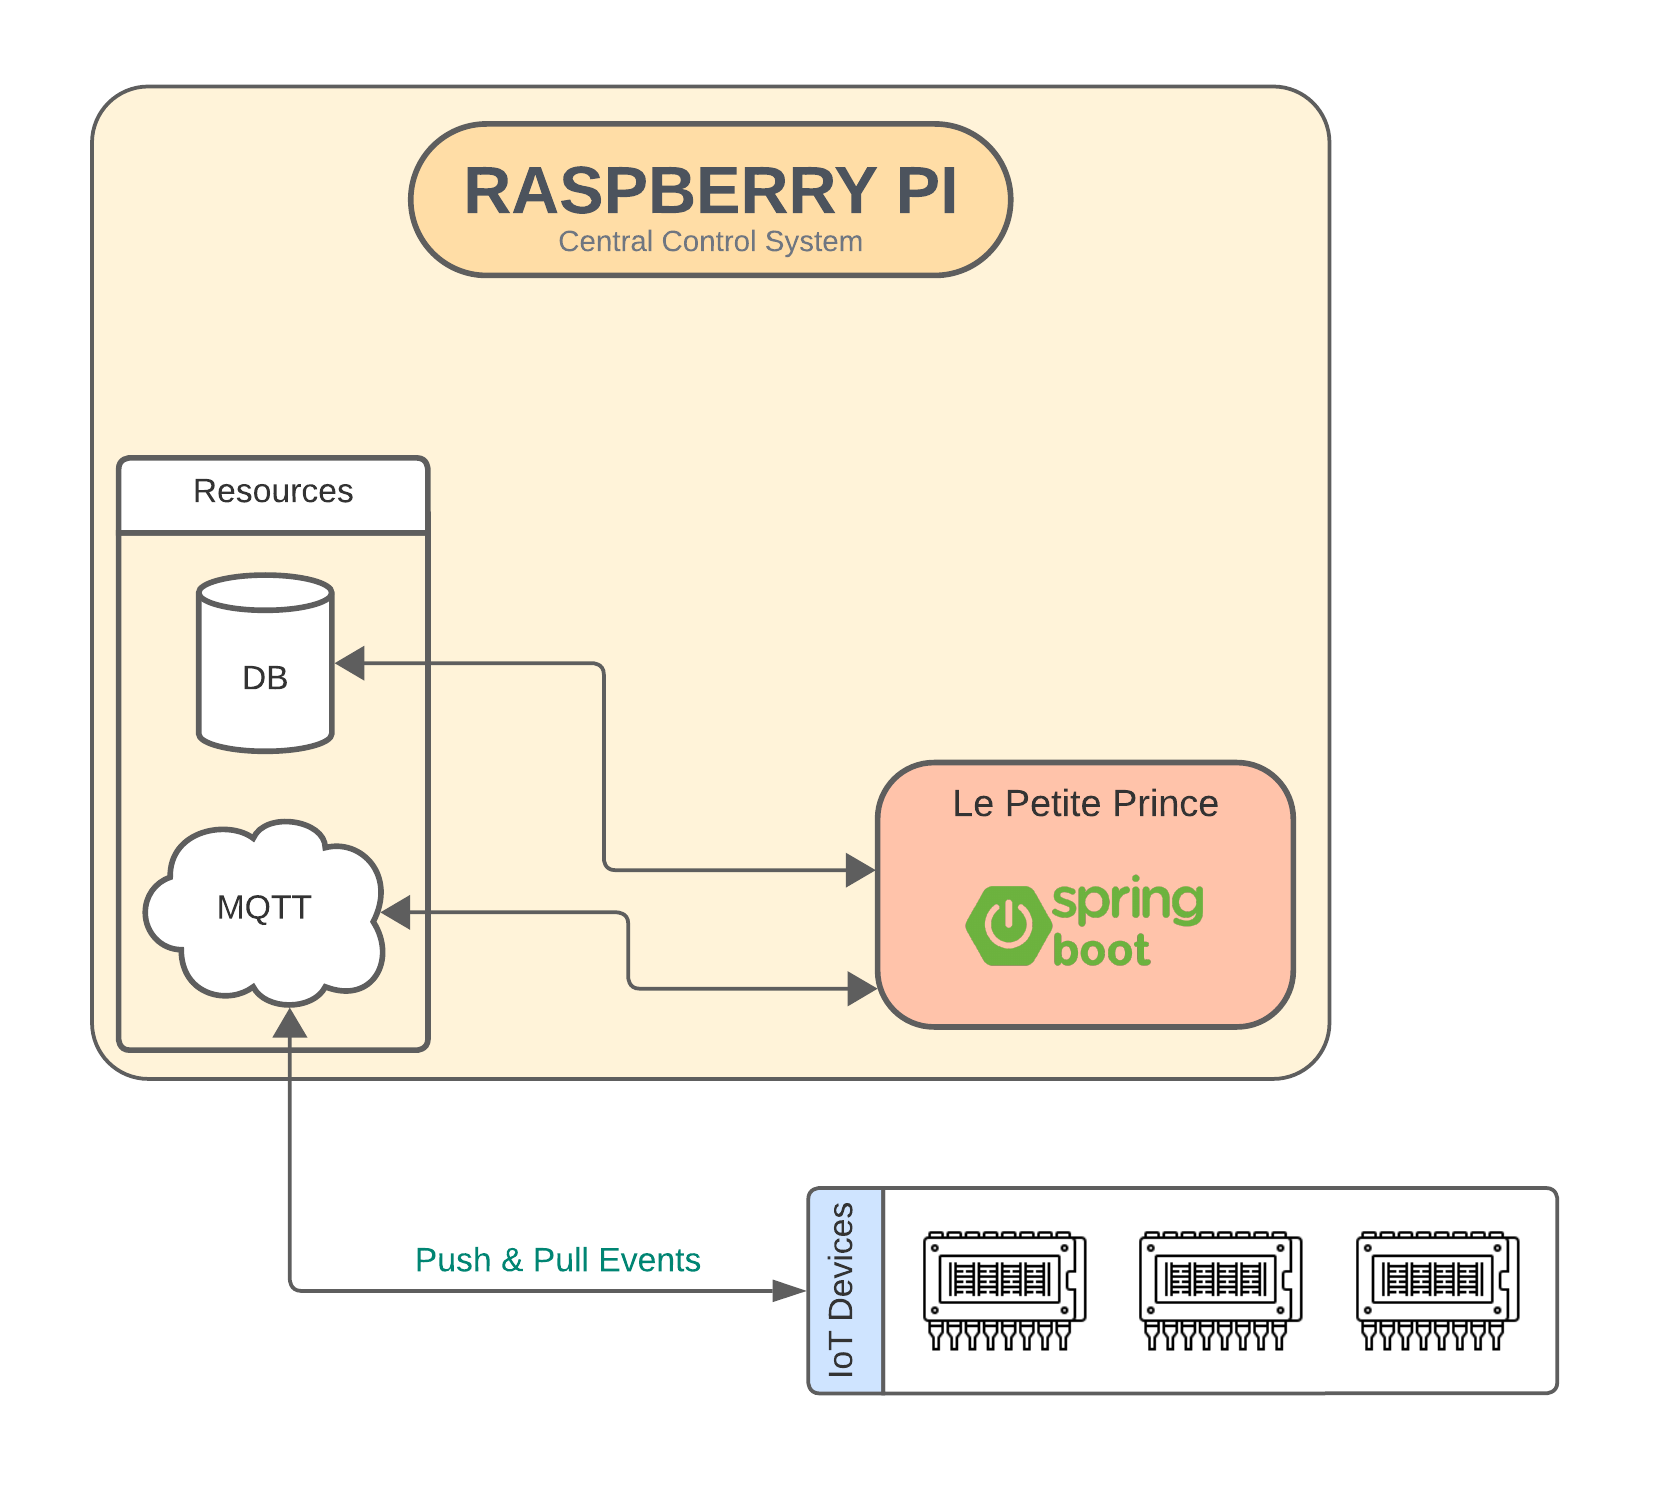 RASPBERRY PI
Central Control System
Resources
DB
MQTT
Le Petite Prince
spring
boot
Push & Pull Events
IoT Devices